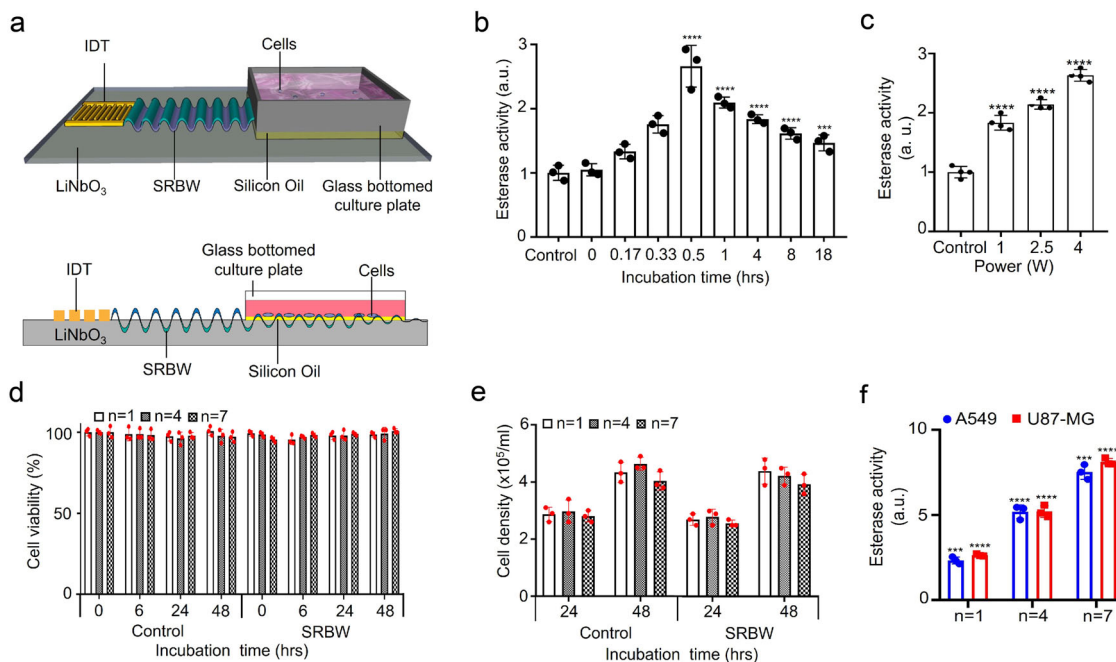 a
IDT
Cells
LiNbO3
SRBW
Silicon Oil
Glass bottomed
culture plate
Glass bottomed
culture plate
IDT
Cells
LiNbO3
SRBW
Silicon Oil
b
Esterase activity (a.u.)
3
2
1
0
****
****
****
****
***
Control 0 0.17 0.33 0.5 1 4 8 18
Incubation time (hrs)
c
Esterase activity
(a. u.)
3
2
1
0
****
****
****
Control 1 2.5 4
Power (W)
d
n=1 n=4 n=7
Cell viability (%)
100
50
0
0 6 24 48 0 6 24 48
Control SRBW
Incubation time (hrs)
e
n=1 n=4 n=7
Cell density (x10⁵/ml)
6
4
2
0
24 48 24 48
Control SRBW
Incubation time (hrs)
f
A549 U87-MG
Esterase activity
(a.u.)
10
5
0
*** ****
**** ****
*** ****
n=1 n=4 n=7